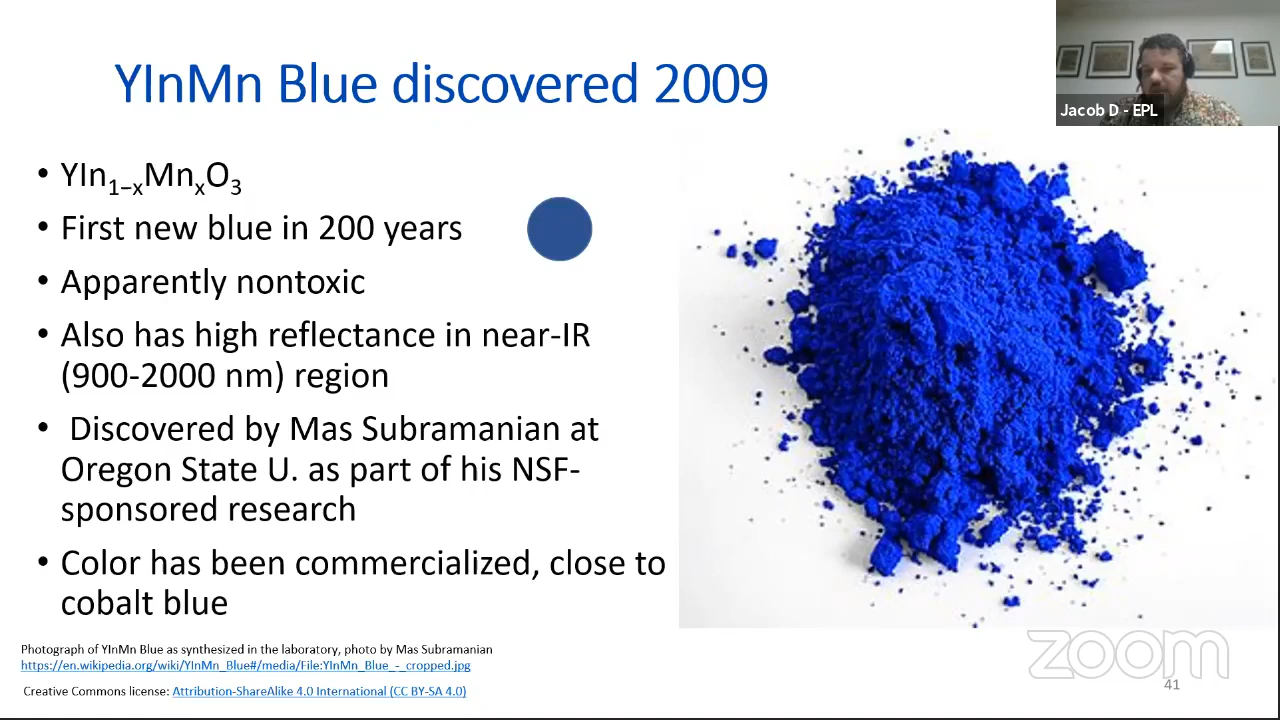 YInMn Blue discovered 2009
Jacob D - EPL
• YIn₁₋ₓMnₓO₃
• First new blue in 200 years
• Apparently nontoxic
• Also has high reflectance in near-IR
(900-2000 nm) region
• Discovered by Mas Subramanian at
Oregon State U. as part of his NSF-
sponsored research
• Color has been commercialized, close to
cobalt blue
Photograph of YInMn Blue as synthesized in the laboratory, photo by Mas Subramanian
https://en.wikipedia.org/wiki/YInMn_Blue#/media/File:YInMn_Blue_-_cropped.jpg
Creative Commons license: Attribution-ShareAlike 4.0 International (CC BY-SA 4.0)
zoom
41